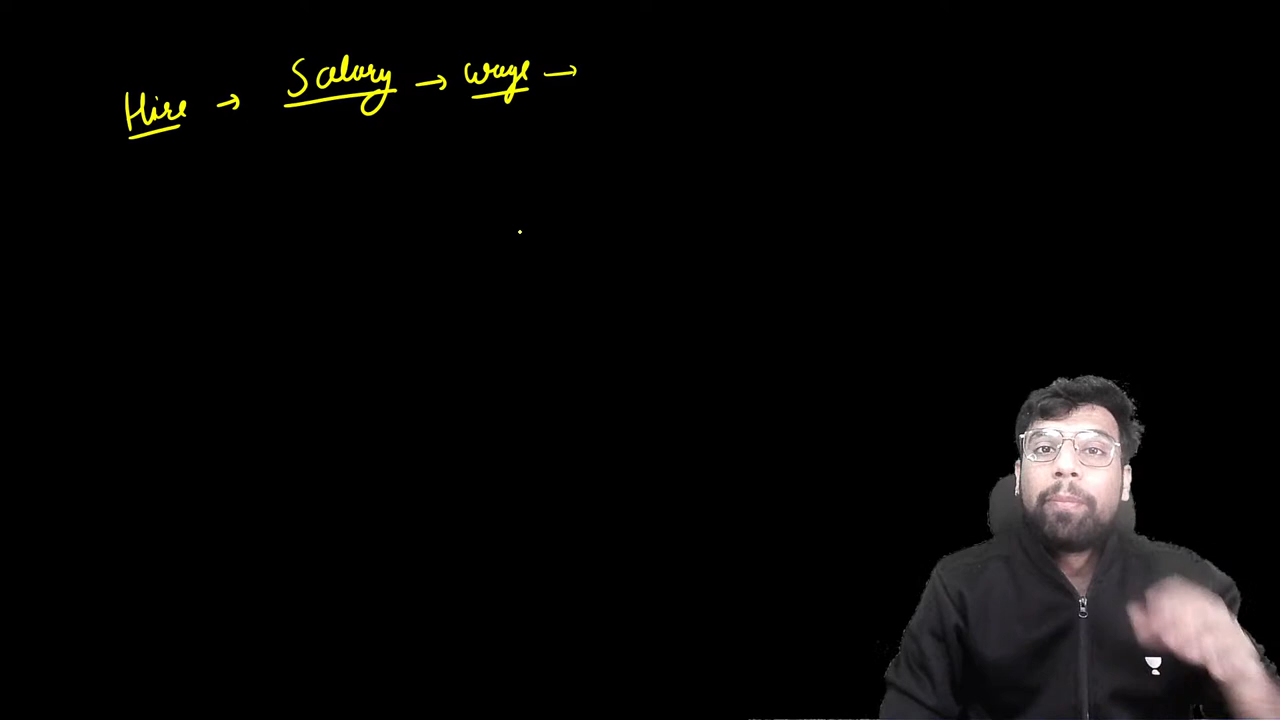 Hire → Salary → Wage →